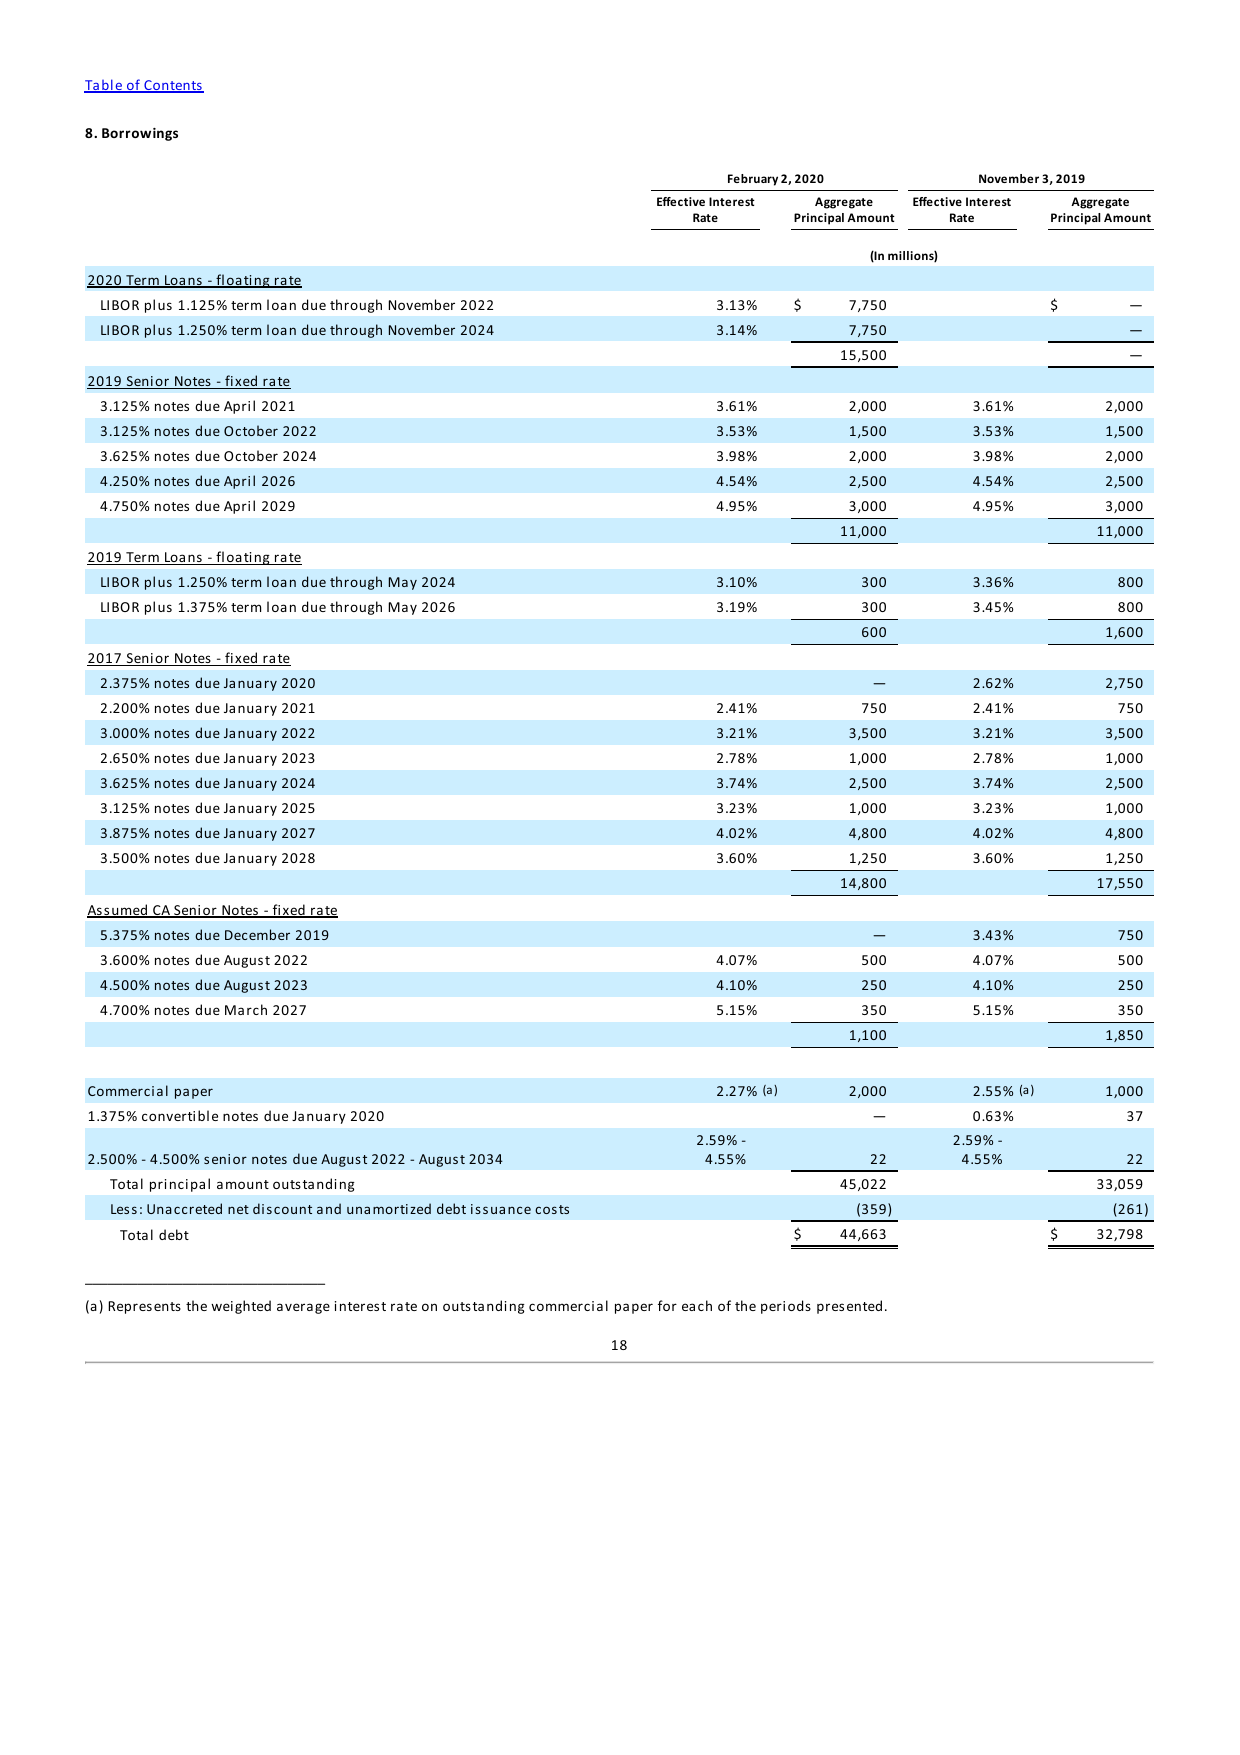 Table of Contents
8. Borrowings
February 2, 2020 November 3, 2019
Effective Interest Rate Aggregate Principal Amount Effective Interest Rate Aggregate Principal Amount
(In millions)
2020 Term Loans - floating rate
LIBOR plus 1.125% term loan due through November 2022 3.13% $ 7,750 $ —
LIBOR plus 1.250% term loan due through November 2024 3.14% 7,750 —
15,500 —
2019 Senior Notes - fixed rate
3.125% notes due April 2021 3.61% 2,000 3.61% 2,000
3.125% notes due October 2022 3.53% 1,500 3.53% 1,500
3.625% notes due October 2024 3.98% 2,000 3.98% 2,000
4.250% notes due April 2026 4.54% 2,500 4.54% 2,500
4.750% notes due April 2029 4.95% 3,000 4.95% 3,000
11,000 11,000
2019 Term Loans - floating rate
LIBOR plus 1.250% term loan due through May 2024 3.10% 300 3.36% 800
LIBOR plus 1.375% term loan due through May 2026 3.19% 300 3.45% 800
600 1,600
2017 Senior Notes - fixed rate
2.375% notes due January 2020 — 2.62% 2,750
2.200% notes due January 2021 2.41% 750 2.41% 750
3.000% notes due January 2022 3.21% 3,500 3.21% 3,500
2.650% notes due January 2023 2.78% 1,000 2.78% 1,000
3.625% notes due January 2024 3.74% 2,500 3.74% 2,500
3.125% notes due January 2025 3.23% 1,000 3.23% 1,000
3.875% notes due January 2027 4.02% 4,800 4.02% 4,800
3.500% notes due January 2028 3.60% 1,250 3.60% 1,250
14,800 17,550
Assumed CA Senior Notes - fixed rate
5.375% notes due December 2019 — 3.43% 750
3.600% notes due August 2022 4.07% 500 4.07% 500
4.500% notes due August 2023 4.10% 250 4.10% 250
4.700% notes due March 2027 5.15% 350 5.15% 350
1,100 1,850
Commercial paper 2.27% (a) 2,000 2.55% (a) 1,000
1.375% convertible notes due January 2020 — 0.63% 37
2.500% - 4.500% senior notes due August 2022 - August 2034 2.59% - 4.55% 22 2.59% - 4.55% 22
Total principal amount outstanding 45,022 33,059
Less: Unaccreted net discount and unamortized debt issuance costs (359) (261)
Total debt $ 44,663 $ 32,798
(a) Represents the weighted average interest rate on outstanding commercial paper for each of the periods presented.
18